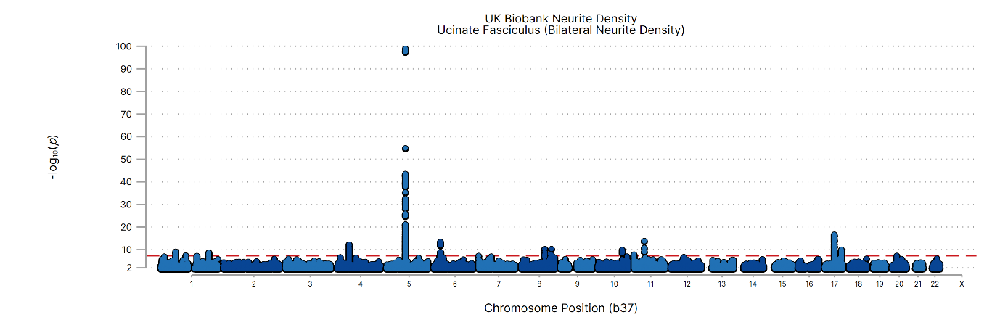 UK Biobank Neurite Density
Ucinate Fasciculus (Bilateral Neurite Density)
100
90
80
70
60
50
40
30
20
10
2
-log₁₀(p)
1 2 3 4 5 6 7 8 9 10 11 12 13 14 15 16 17 18 19 20 21 22 X
Chromosome Position (b37)